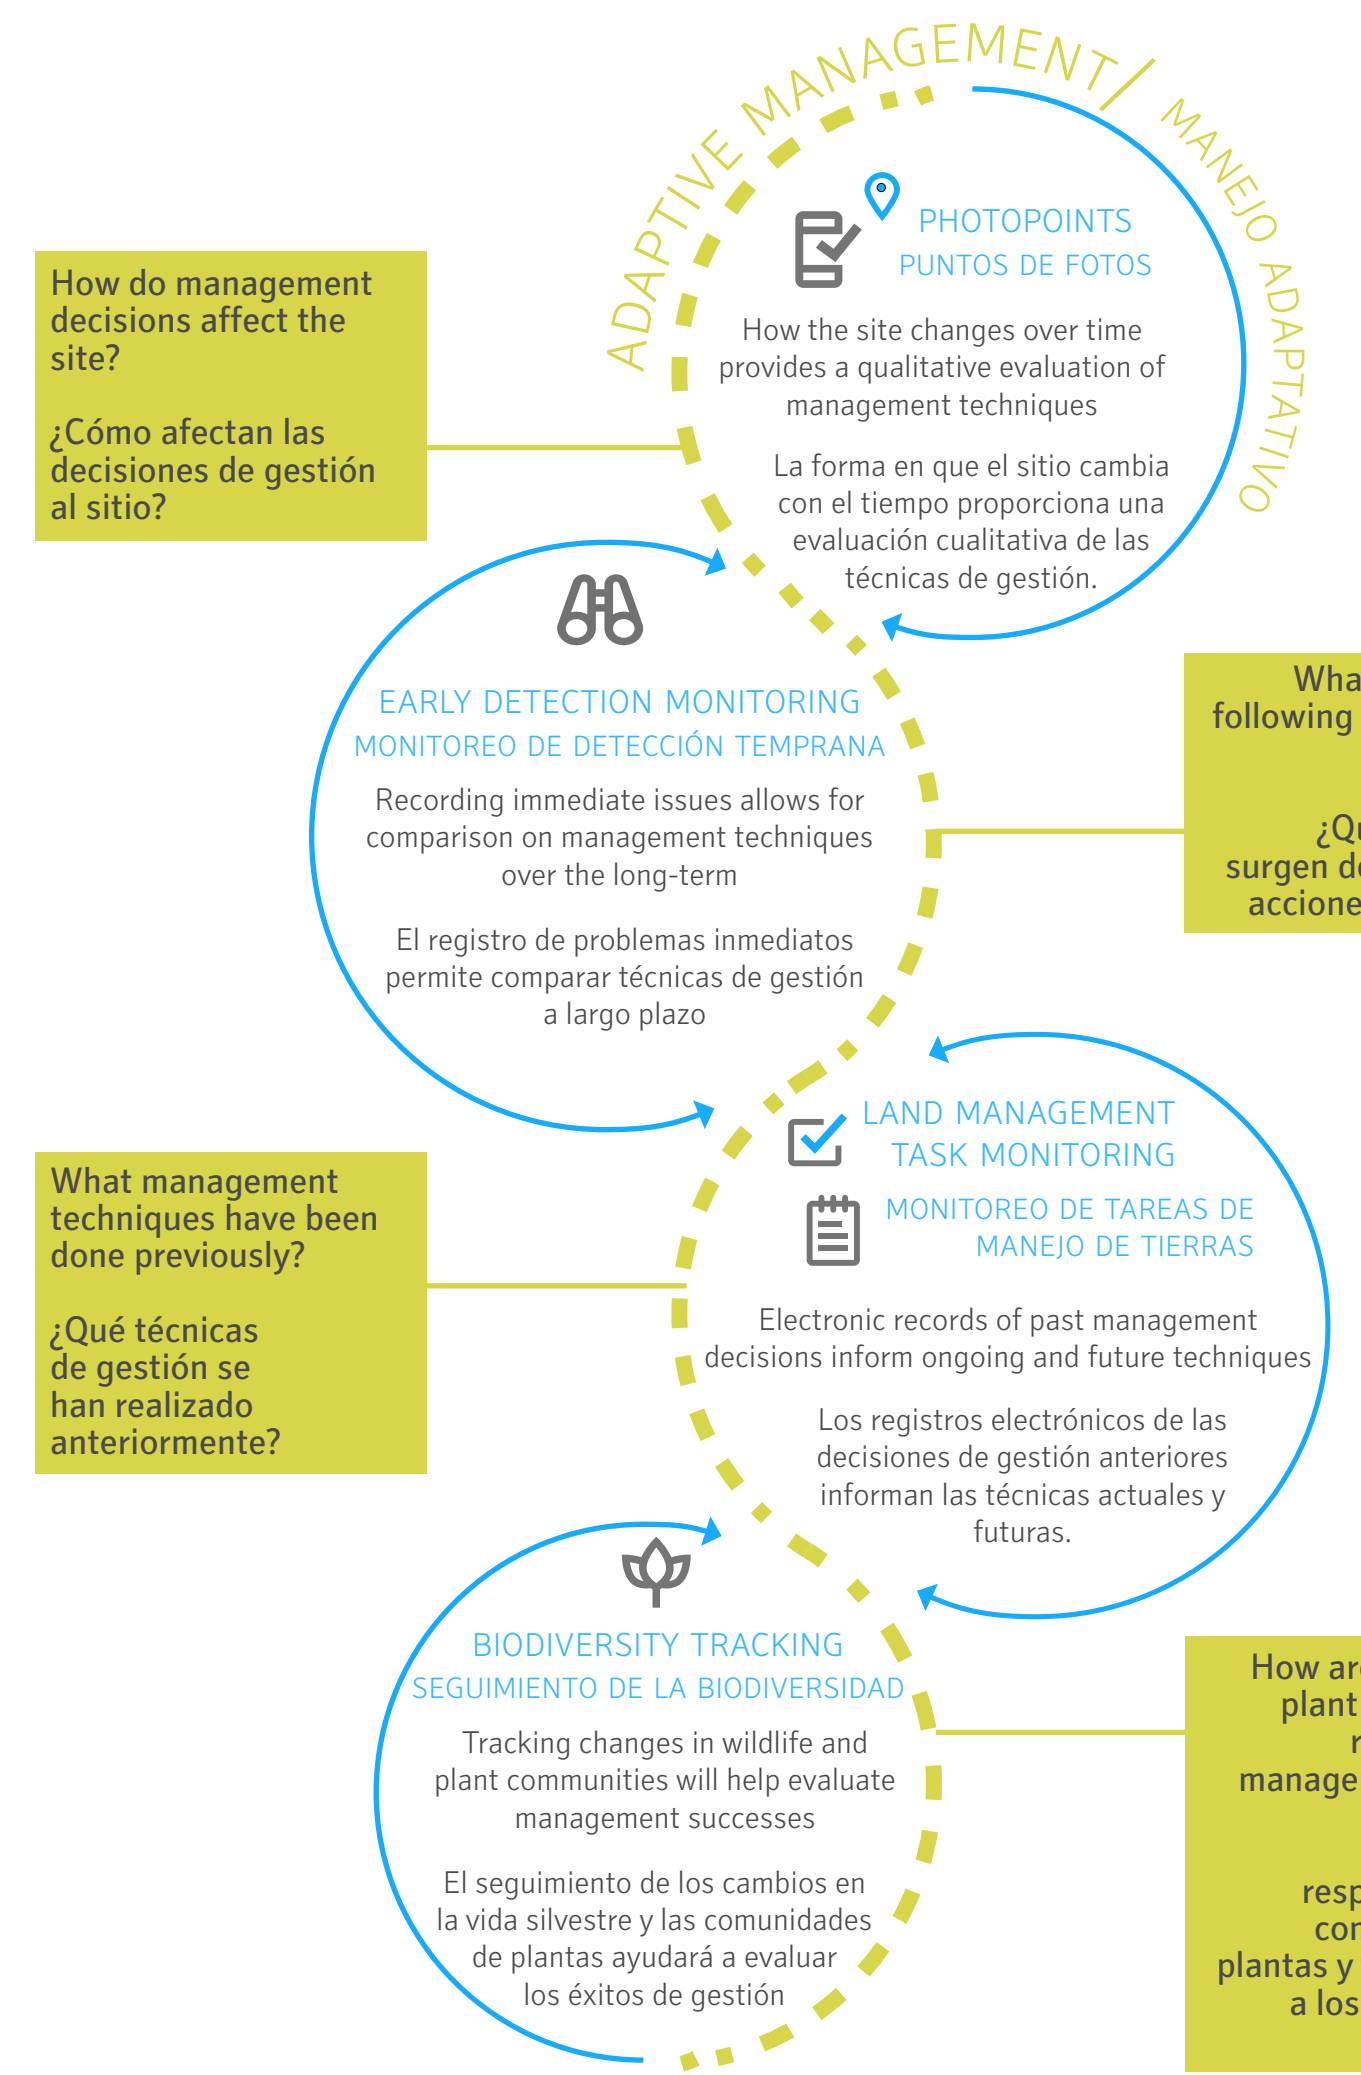 ADAPTIVE MANAGEMENT/ MANEJO ADAPTATIVO
PHOTOPOINTS
PUNTOS DE FOTOS
How the site changes over time
provides a qualitative evaluation of
management techniques
La forma en que el sitio cambia
con el tiempo proporciona una
evaluación cualitativa de las
técnicas de gestión.
How do management
decisions affect the
site?
¿Cómo afectan las
decisiones de gestión
al sitio?
EARLY DETECTION MONITORING
MONITOREO DE DETECCIÓN TEMPRANA
Recording immediate issues allows for
comparison on management techniques
over the long-term
El registro de problemas inmediatos
permite comparar técnicas de gestión
a largo plazo
following
surgen
LAND MANAGEMENT
TASK MONITORING
MONITOREO DE TAREAS DE
MANEJO DE TIERRAS
Electronic records of past management
decisions inform ongoing and future techniques
Los registros electrónicos de las
decisiones de gestión anteriores
informan las técnicas actuales y
futuras.
What management
techniques have been
done previously?
¿Qué técnicas
de gestión se
han realizado
anteriormente?
BIODIVERSITY TRACKING
SEGUIMIENTO DE LA BIODIVERSIDAD
Tracking changes in wildlife and
plant communities will help evaluate
management successes
El seguimiento de los cambios en
la vida silvestre y las comunidades
de plantas ayudará a evaluar
los éxitos de gestión
How
plant
plantas y
a los